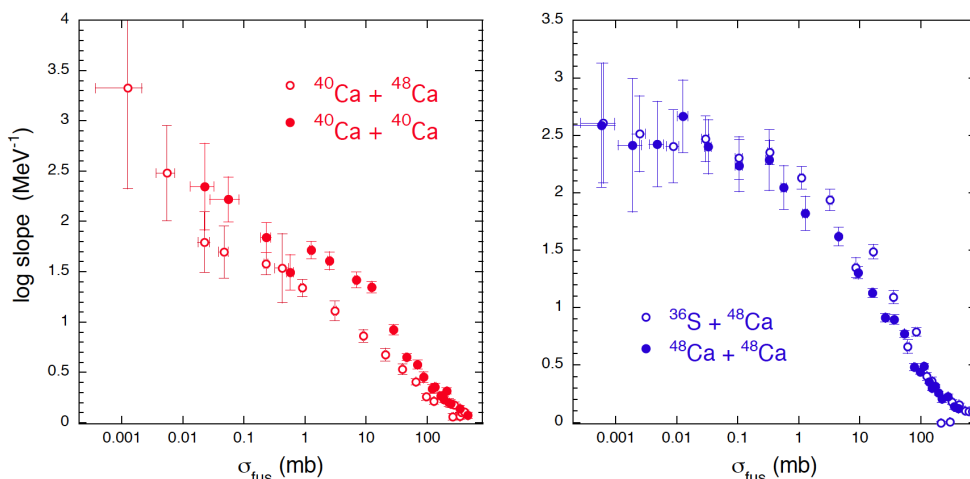 4
3.5
3
2.5
2
1.5
1
0.5
0
log slope (MeV⁻¹)
⁴⁰Ca + ⁴⁸Ca
⁴⁰Ca + ⁴⁰Ca
0.001 0.01 0.1 1 10 100
σfus (mb)
3.5
3
2.5
2
1.5
1
0.5
0
³⁶S + ⁴⁸Ca
⁴⁸Ca + ⁴⁸Ca
0.001 0.01 0.1 1 10 100
σfus (mb)